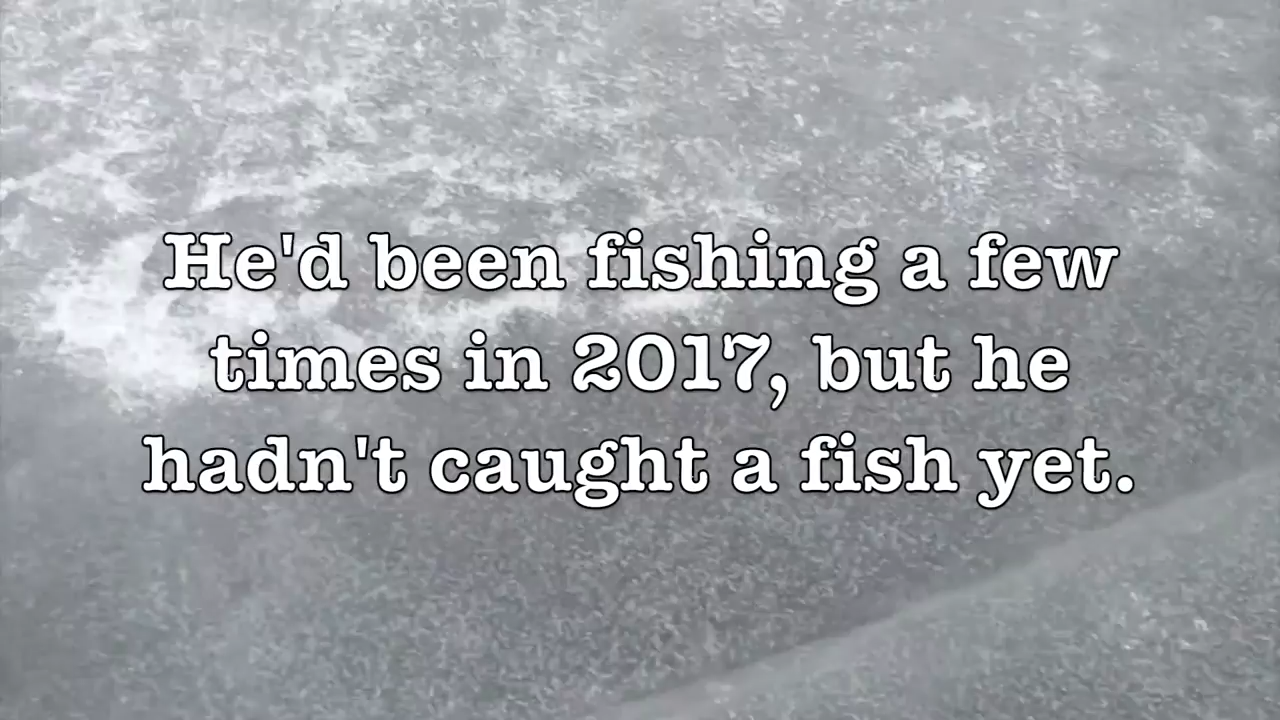 He'd been fishing a few
times in 2017, but he
hadn't caught a fish yet.